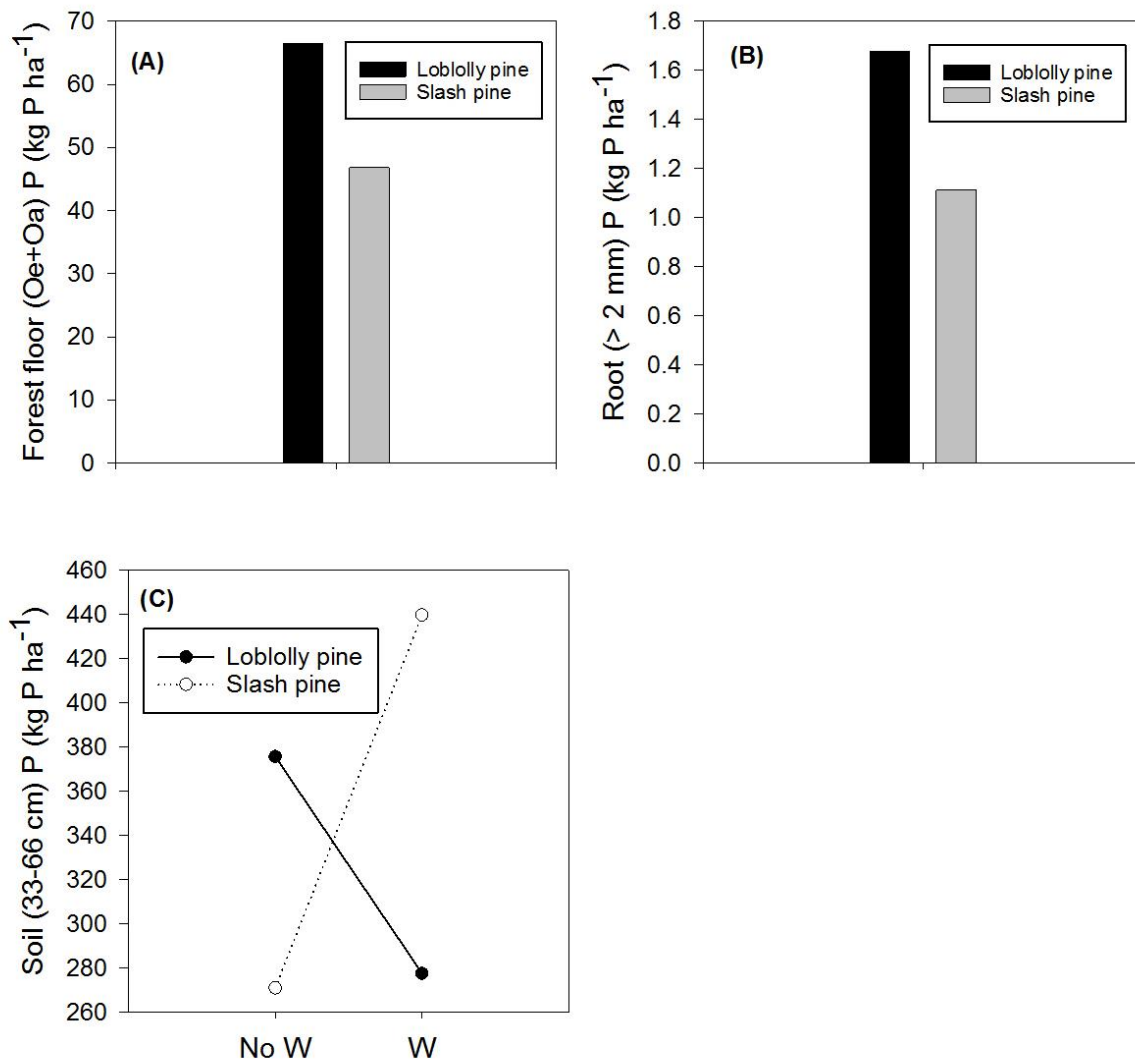 Forest floor (Oe+Oa) P (kg P ha⁻¹)
70
60
50
40
30
20
10
0
(A)
Loblolly pine
Slash pine
Root (> 2 mm) P (kg P ha⁻¹)
1.8
1.6
1.4
1.2
1.0
0.8
0.6
0.4
0.2
0.0
(B)
Loblolly pine
Slash pine
Soil (33-66 cm) P (kg P ha⁻¹)
460
440
420
400
380
360
340
320
300
280
260
(C)
Loblolly pine
Slash pine
No W
W